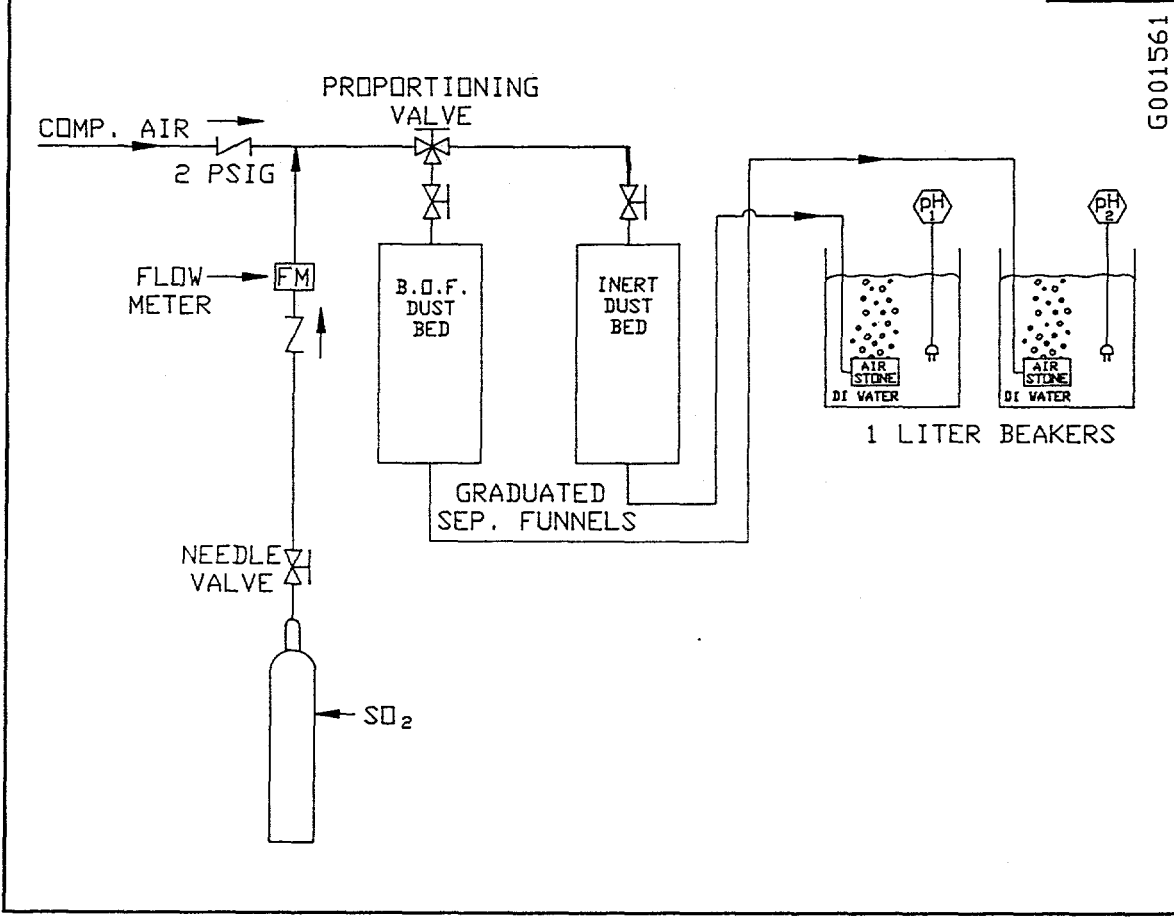 G001561
PROPORTIONING
VALVE
COMP. AIR
2 PSIG
FLOW
METER
FM
B.O.F.
DUST
BED
INERT
DUST
BED
pH
1
pH
2
AIR
STONE
DI WATER
AIR
STONE
DI WATER
1 LITER BEAKERS
GRADUATED
SEP. FUNNELS
NEEDLE
VALVE
SO₂